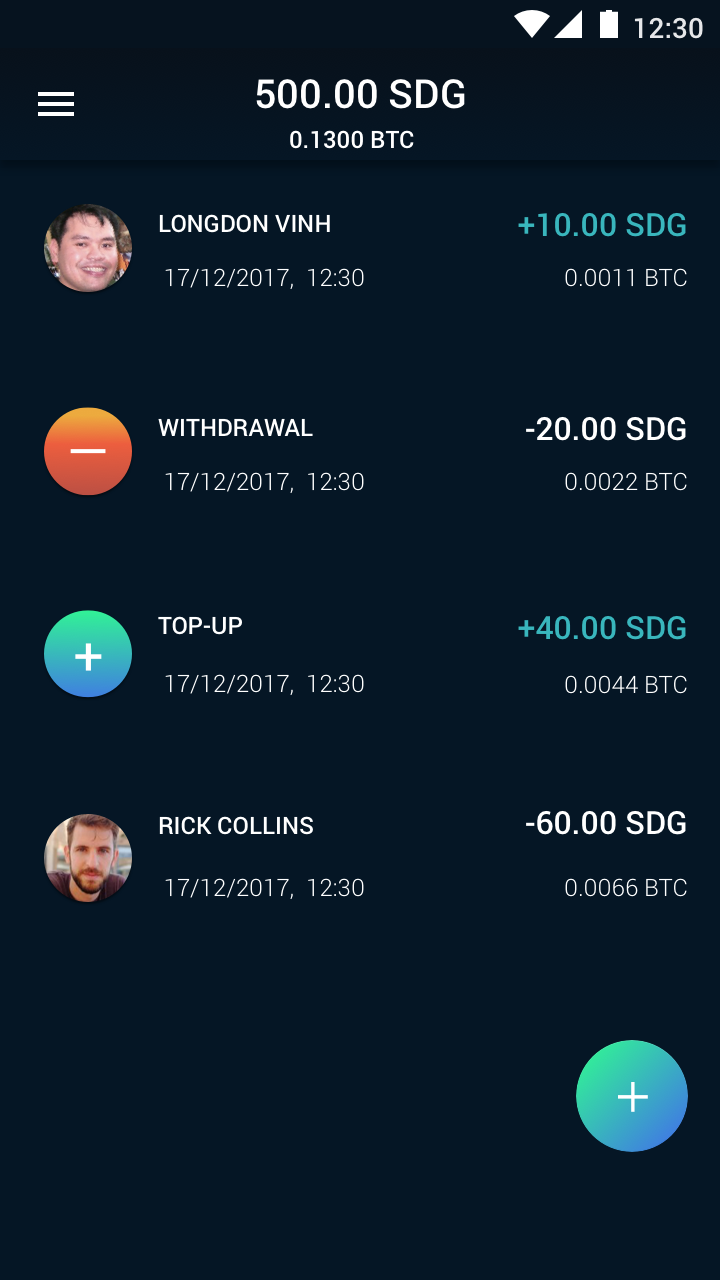 12:30
500.00 SDG
0.1300 BTC
LONGDON VINH +10.00 SDG
17/12/2017, 12:30 0.0011 BTC
WITHDRAWAL -20.00 SDG
17/12/2017, 12:30 0.0022 BTC
TOP-UP +40.00 SDG
17/12/2017, 12:30 0.0044 BTC
RICK COLLINS -60.00 SDG
17/12/2017, 12:30 0.0066 BTC